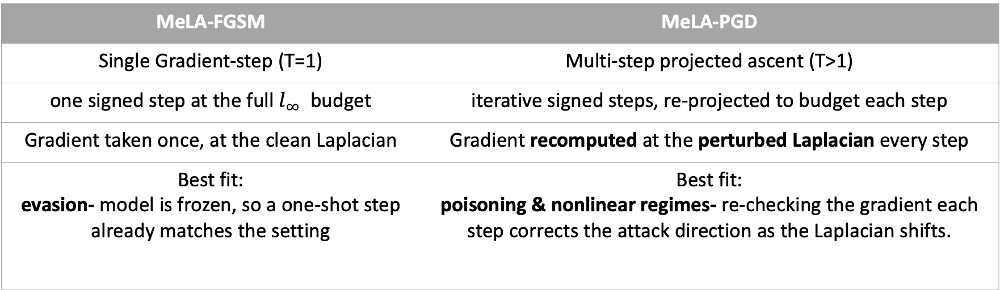 MeLA-FGSM
MeLA-PGD
Single Gradient-step (T=1)
Multi-step projected ascent (T>1)
one signed step at the full l∞ budget
iterative signed steps, re-projected to budget each step
Gradient taken once, at the clean Laplacian
Gradient recomputed at the perturbed Laplacian every step
Best fit:
evasion- model is frozen, so a one-shot step
already matches the setting
Best fit:
poisoning & nonlinear regimes- re-checking the gradient each
step corrects the attack direction as the Laplacian shifts.